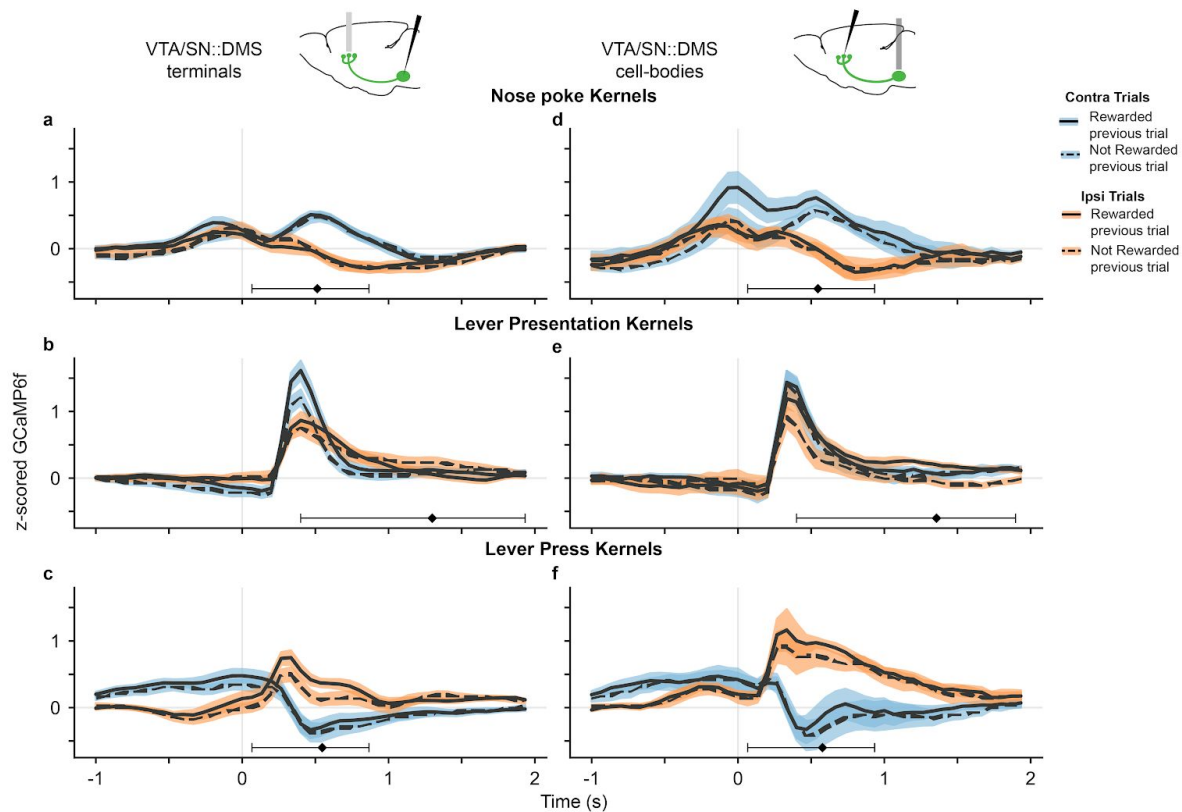 VTA/SN::DMS
terminals
VTA/SN::DMS
cell-bodies
Nose poke Kernels
Contra Trials
Rewarded
previous trial
Not Rewarded
previous trial
Ipsi Trials
Rewarded
previous trial
Not Rewarded
previous trial
a
d
1
0
Lever Presentation Kernels
b
e
z-scored GCaMP6f
1
0
Lever Press Kernels
c
f
1
0
-1
0
1
2
-1
0
1
2
Time (s)